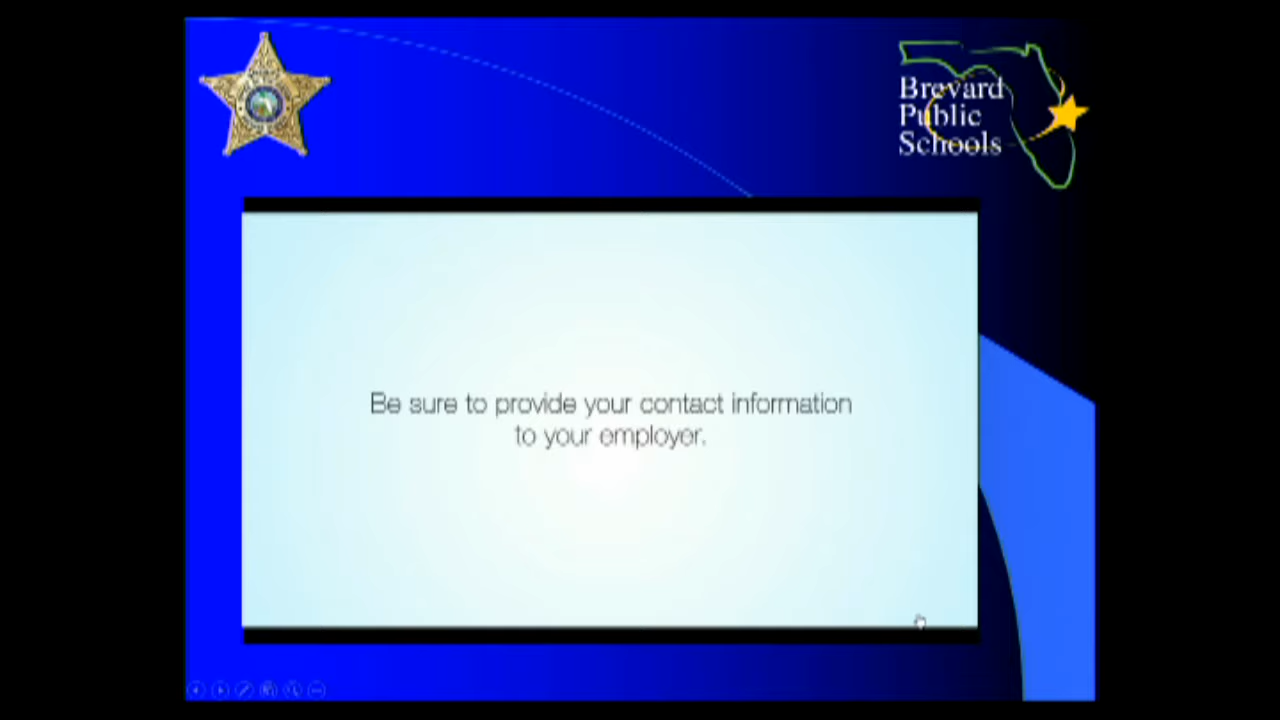 Brevard
Public
Schools
Be sure to provide your contact information
to your employer.